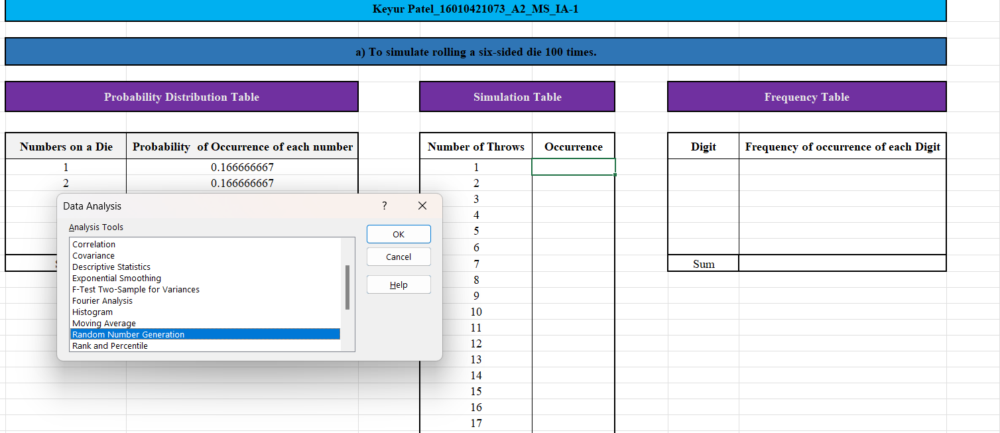 Keyur Patel_16010421073_A2_MS_IA-1
a) To simulate rolling a six-sided die 100 times.
Probability Distribution Table
Simulation Table
Frequency Table
Numbers on a Die Probability of Occurrence of each number
1 0.166666667
2 0.166666667
Number of Throws Occurrence
1
2
3
4
5
6
7
8
9
10
11
12
13
14
15
16
17
Digit Frequency of occurrence of each Digit
Sum
Data Analysis ?
Analysis Tools
Correlation
Covariance
Descriptive Statistics
Exponential Smoothing
F-Test Two-Sample for Variances
Fourier Analysis
Histogram
Moving Average
Random Number Generation
Rank and Percentile
OK
Cancel
Help